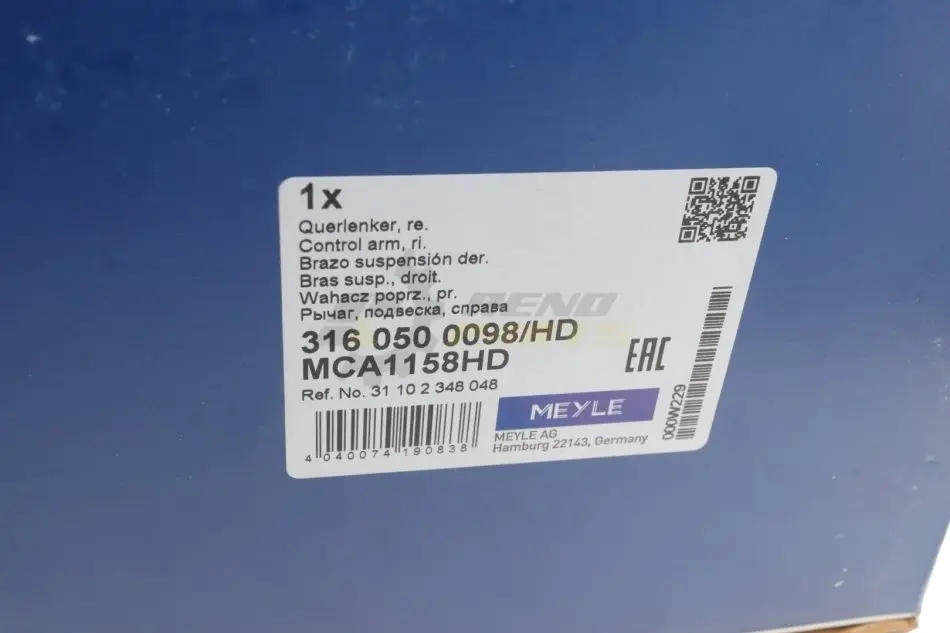 1x
Querlenker, re.
Control arm, ri.
Brazo suspensión der.
Bras susp., droit.
Wahacz poprz., pr.
Рычаг, подвеска, справа
316 050 0098/HD
MCA1158HD
Ref. No. 31 10 2 348 048
EAC
MEYLE
MEYLE AG
Hamburg 22143, Germany
4 040074 190838
000W229
RENO